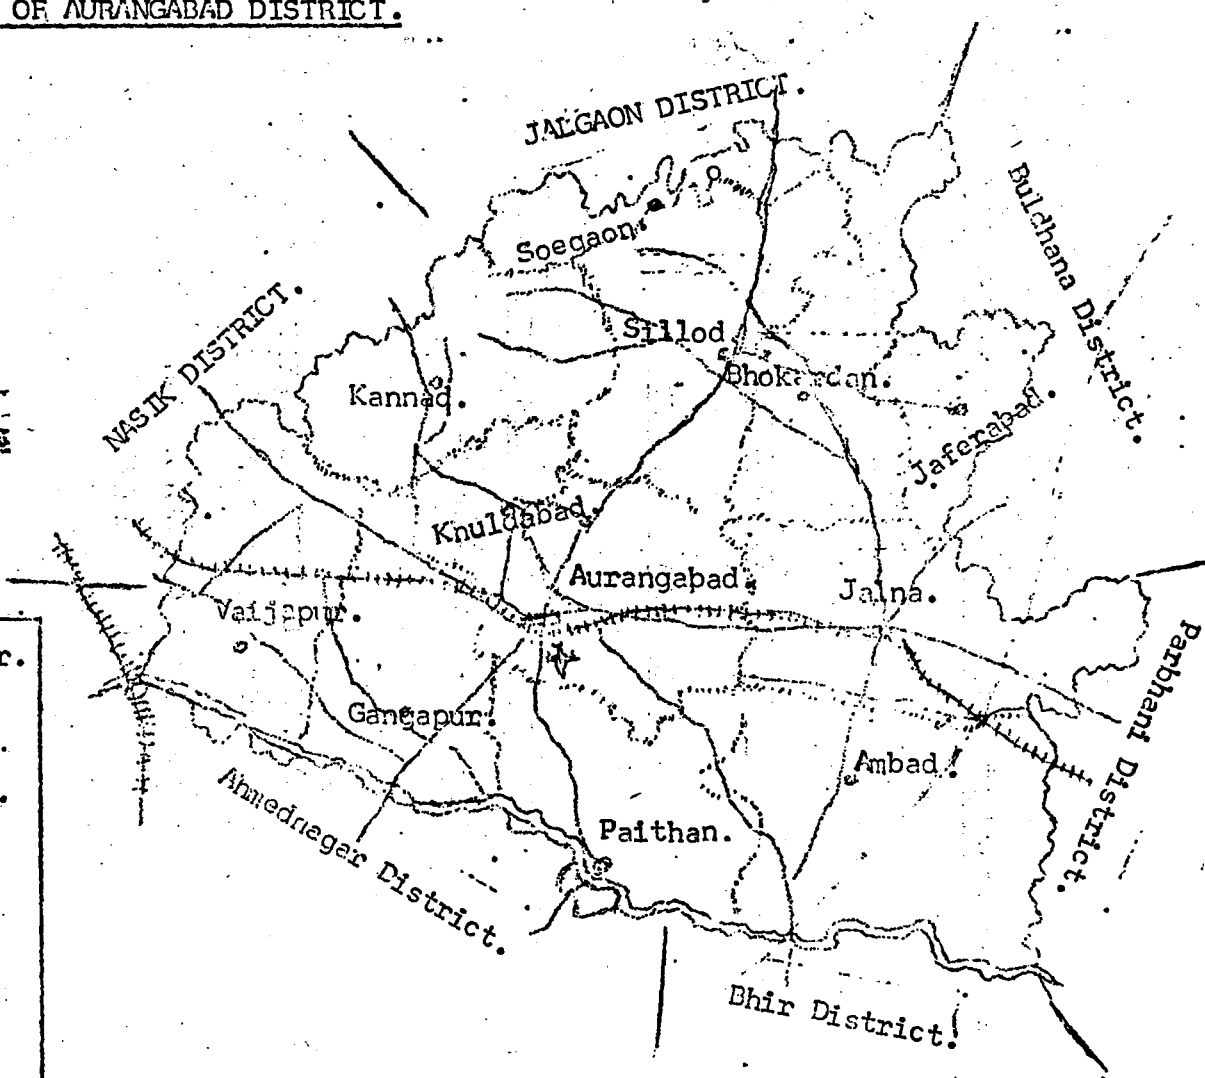 OF AURANGABAD DISTRICT.
JALGAON DISTRICT.
Buldhana District.
Soegaon.
NASIK DISTRICT.
Sillod
Bhokardan.
Kannad.
Jaferabad.
Knuldabad.
Aurangabad.
Jalna.
Vaijapur.
r.
Parbhani District.
Gangapur.
Ambad.
Ahmednagar District.
Paithan.
Bhir District.